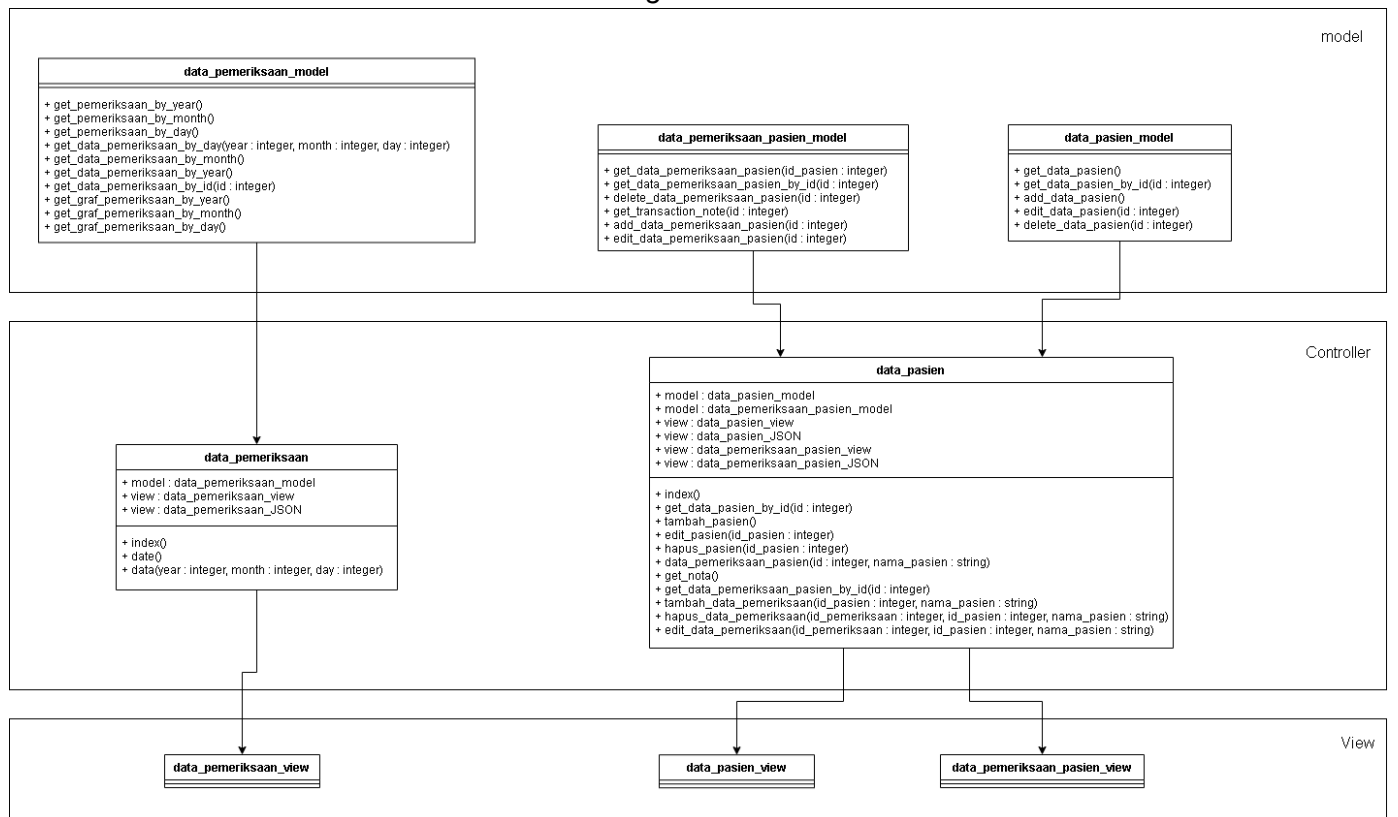 g
model
data_pemeriksaan_model
+ get_pemeriksaan_by_year()
+ get_pemeriksaan_by_month()
+ get_pemeriksaan_by_day()
+ get_data_pemeriksaan_by_day(year : integer, month : integer, day : integer)
+ get_data_pemeriksaan_by_month()
+ get_data_pemeriksaan_by_year()
+ get_data_pemeriksaan_by_id(id : integer)
+ get_graf_pemeriksaan_by_year()
+ get_graf_pemeriksaan_by_month()
+ get_graf_pemeriksaan_by_day()
data_pemeriksaan_pasien_model
+ get_data_pemeriksaan_pasien(id_pasien : integer)
+ get_data_pemeriksaan_pasien_by_id(id : integer)
+ delete_data_pemeriksaan_pasien(id : integer)
+ get_transaction_note(id : integer)
+ add_data_pemeriksaan_pasien(id : integer)
+ edit_data_pemeriksaan_pasien(id : integer)
data_pasien_model
+ get_data_pasien()
+ get_data_pasien_by_id(id : integer)
+ add_data_pasien()
+ edit_data_pasien(id : integer)
+ delete_data_pasien(id : integer)
Controller
data_pemeriksaan
+ model : data_pemeriksaan_model
+ view : data_pemeriksaan_view
+ view : data_pemeriksaan_JSON
+ index()
+ date()
+ data(year : integer, month : integer, day : integer)
data_pasien
+ model : data_pasien_model
+ model : data_pemeriksaan_pasien_model
+ view : data_pasien_view
+ view : data_pasien_JSON
+ view : data_pemeriksaan_pasien_view
+ view : data_pemeriksaan_pasien_JSON
+ index()
+ get_data_pasien_by_id(id : integer)
+ tambah_pasien()
+ edit_pasien(id_pasien : integer)
+ hapus_pasien(id_pasien : integer)
+ data_pemeriksaan_pasien(id : integer, nama_pasien : string)
+ get_nota()
+ get_data_pemeriksaan_pasien_by_id(id : integer)
+ tambah_data_pemeriksaan(id_pasien : integer, nama_pasien : string)
+ hapus_data_pemeriksaan(id_pemeriksaan : integer, id_pasien : integer, nama_pasien : string)
+ edit_data_pemeriksaan(id_pemeriksaan : integer, id_pasien : integer, nama_pasien : string)
View
data_pemeriksaan_view
data_pasien_view
data_pemeriksaan_pasien_view